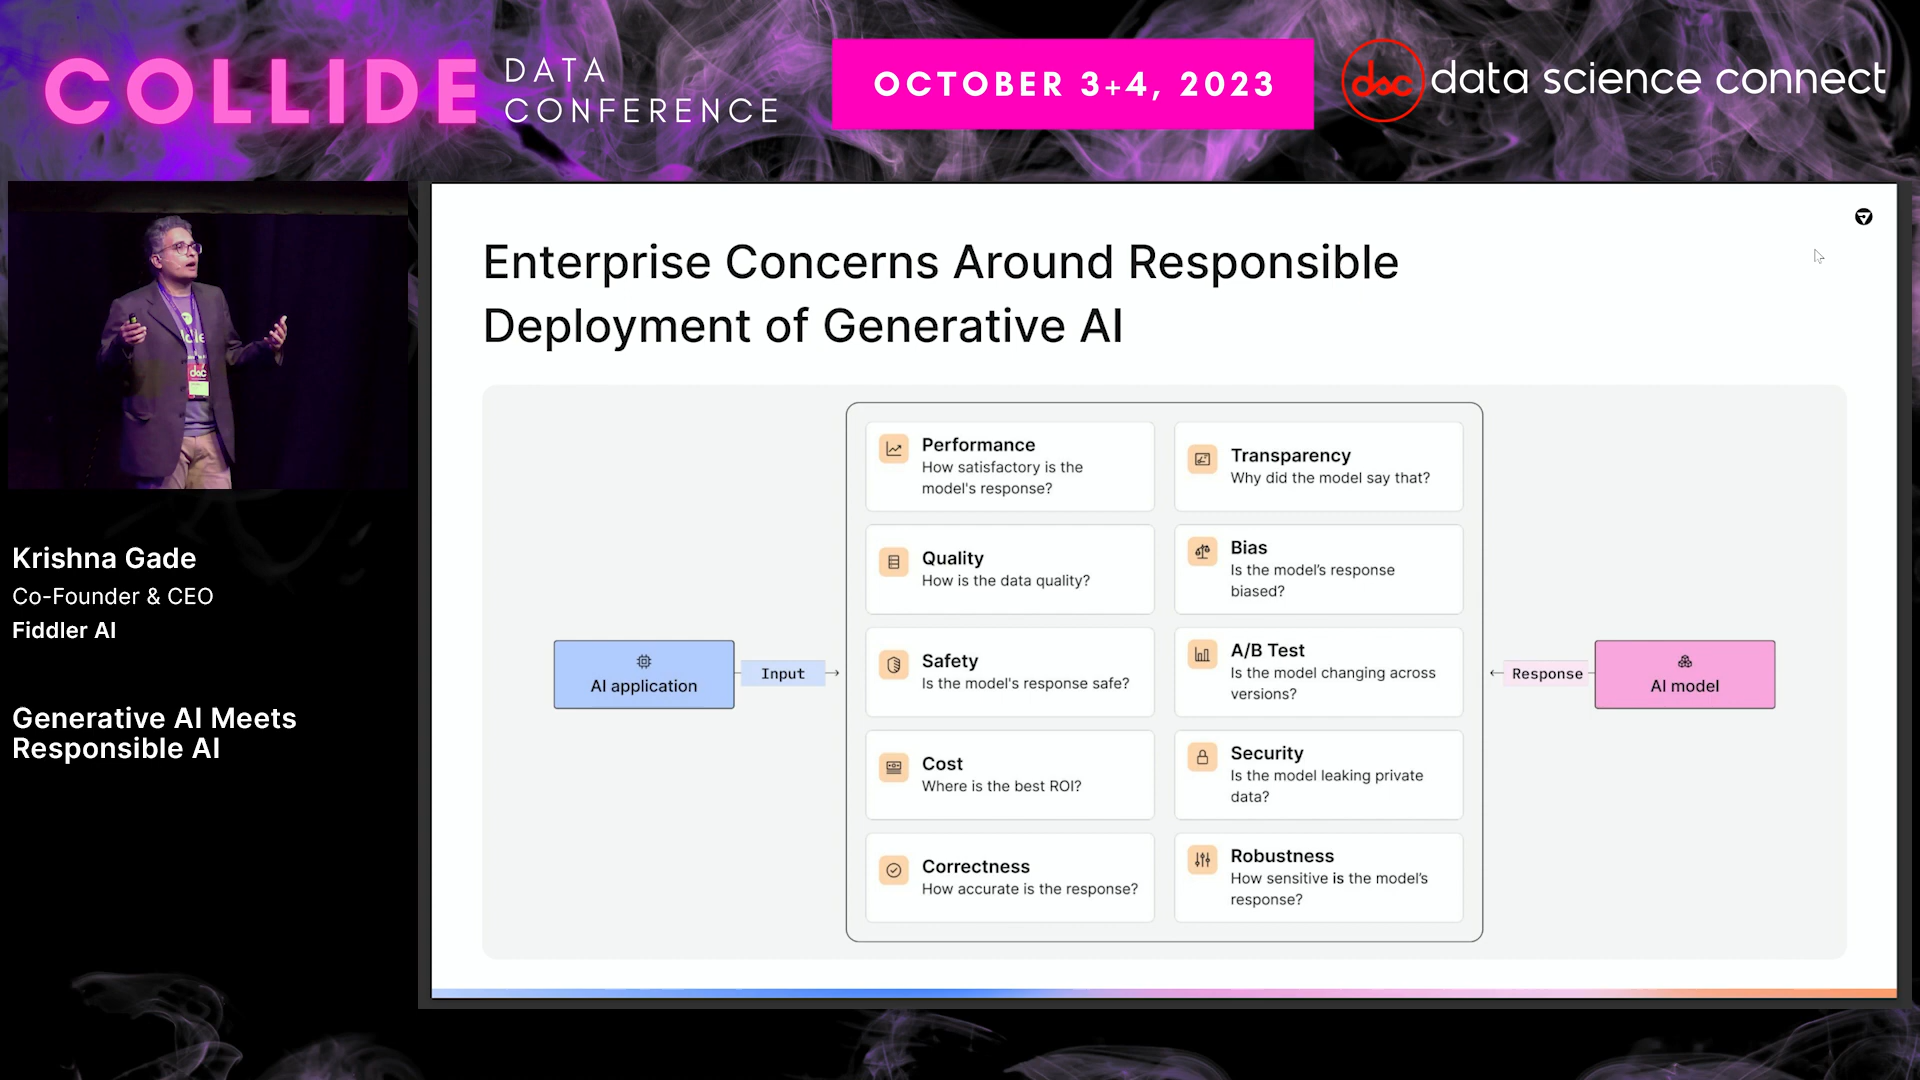 COLLIDE
DATA
CONFERENCE
OCTOBER 3+4, 2023
dsc data science connect
dsc
Krishna Gade
Co-Founder & CEO
Fiddler AI
Generative AI Meets
Responsible AI
Enterprise Concerns Around Responsible
Deployment of Generative AI
AI application
Input
Performance
How satisfactory is the
model's response?
Quality
How is the data quality?
Safety
Is the model's response safe?
Cost
Where is the best ROI?
Correctness
How accurate is the response?
Transparency
Why did the model say that?
Bias
Is the model’s response
biased?
A/B Test
Is the model changing across
versions?
Security
Is the model leaking private
data?
Robustness
How sensitive is the model’s
response?
Response
AI model